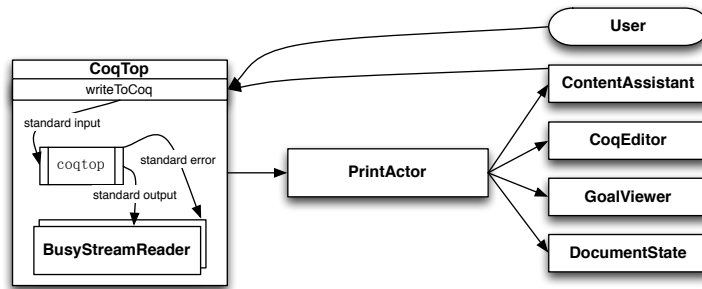 User
CoqTop
writeToCoq
ContentAssistant
standard input
CoqEditor
coqtop
standard error
PrintActor
standard output
GoalViewer
BusyStreamReader
DocumentState